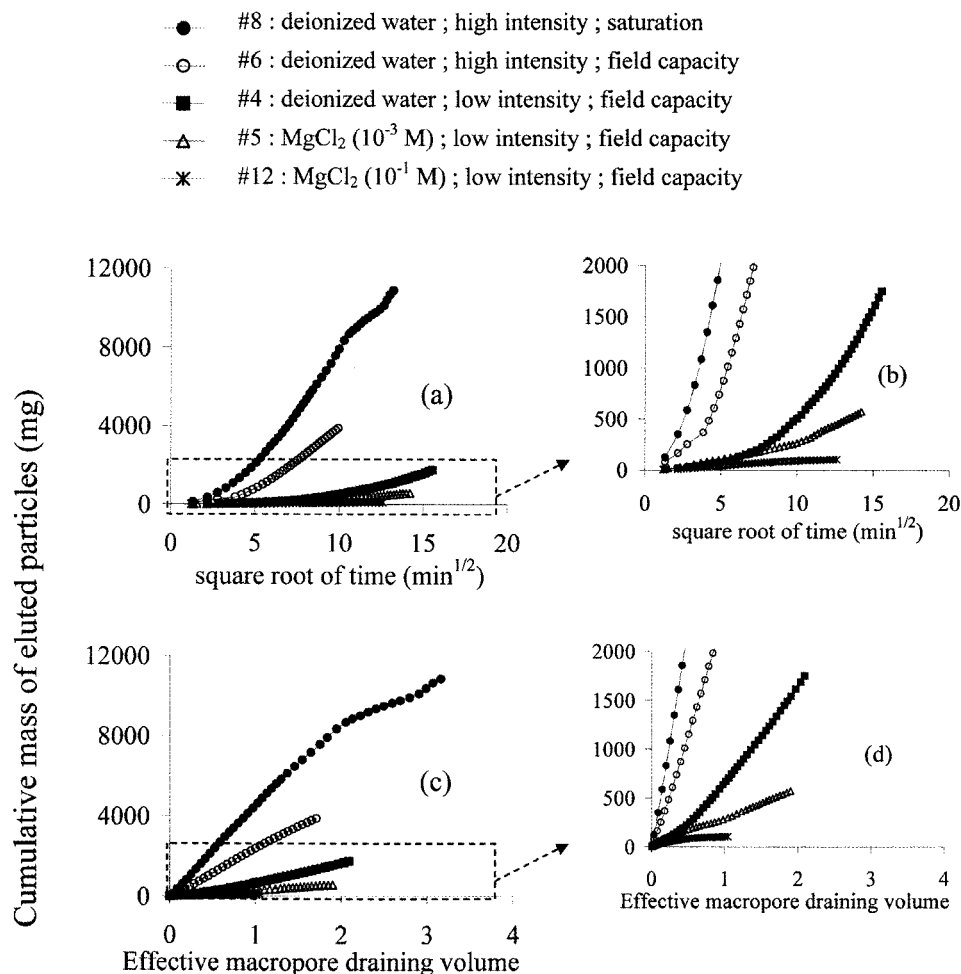 #8 : deionized water ; high intensity ; saturation
#6 : deionized water ; high intensity ; field capacity
#4 : deionized water ; low intensity ; field capacity
#5 : MgCl₂ (10⁻³ M) ; low intensity ; field capacity
#12 : MgCl₂ (10⁻¹ M) ; low intensity ; field capacity
Cumulative mass of eluted particles (mg)
12000
8000
4000
0
(a)
0 5 10 15 20
square root of time (min^1/2)
2000
1500
1000
500
0
(b)
0 5 10 15 20
square root of time (min^1/2)
12000
8000
4000
0
(c)
0 1 2 3 4
Effective macropore draining volume
2000
1500
1000
500
0
(d)
0 1 2 3 4
Effective macropore draining volume